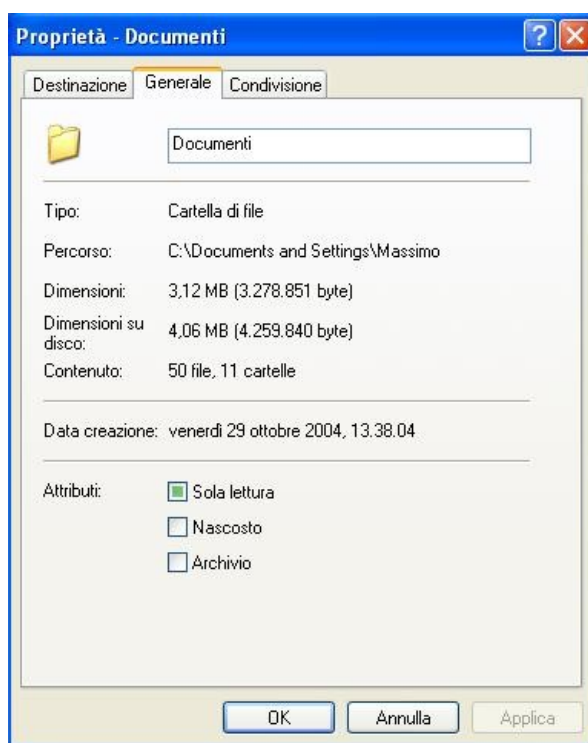 Proprietà - Documenti
?
Destinazione Generale Condivisione
Documenti
Tipo: Cartella di file
Percorso: C:\Documents and Settings\Massimo
Dimensioni: 3,12 MB (3.278.851 byte)
Dimensioni su disco: 4,06 MB (4.259.840 byte)
Contenuto: 50 file, 11 cartelle
Data creazione: venerdì 29 ottobre 2004, 13.38.04
Attributi: Sola lettura
Nascosto
Archivio
OK Annulla Applica